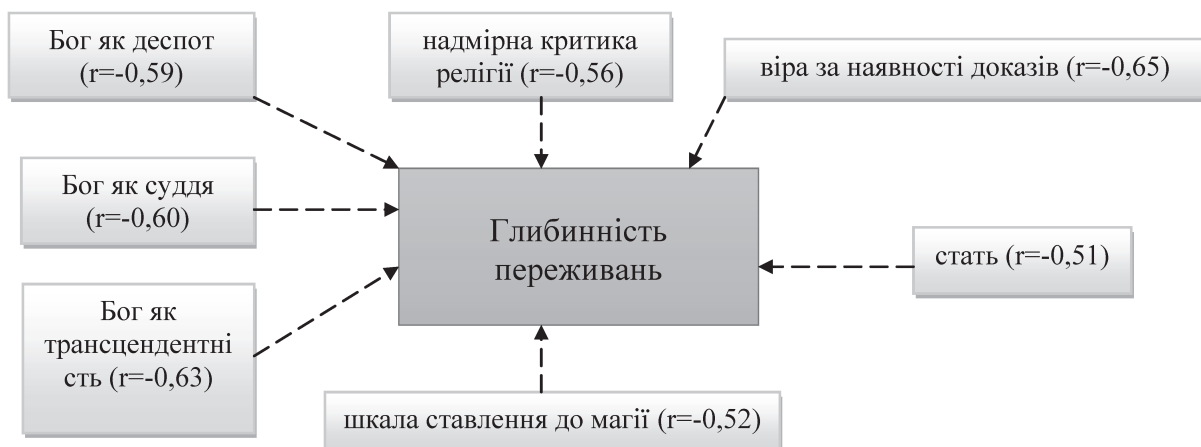 Бог як деспот
(r=-0,59)
надмірна критика
релігії (r=-0,56)
віра за наявності доказів (r=-0,65)
Бог як суддя
(r=-0,60)
Глибинність
переживань
стать (r=-0,51)
Бог як
трансцендентні
сть (r=-0,63)
шкала ставлення до магії (r=-0,52)